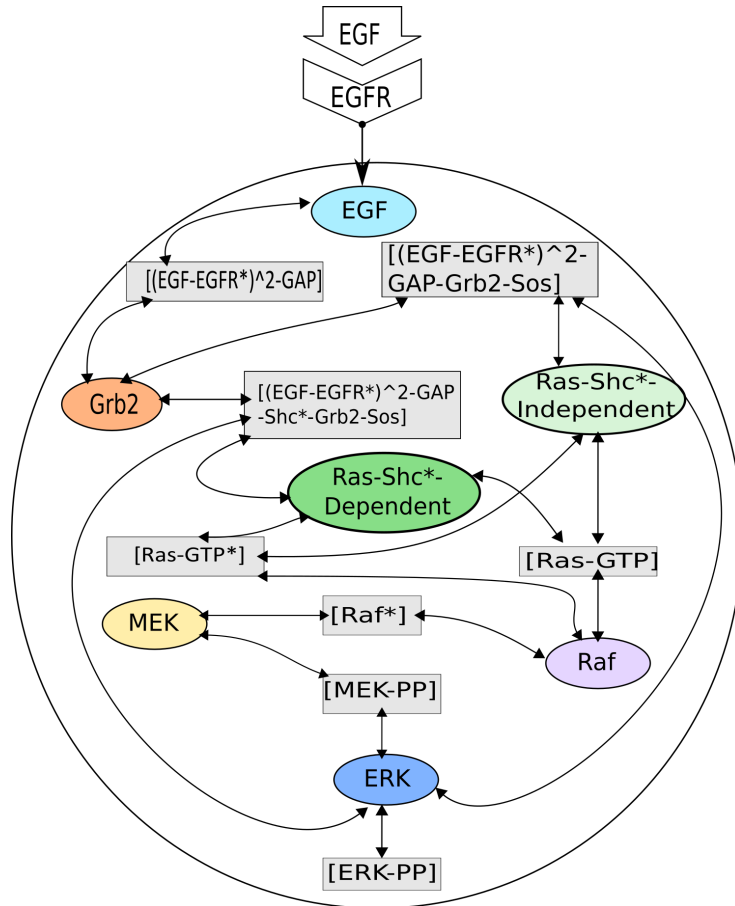 EGF
EGFR
EGF
[(EGF-EGFR*)^2-GAP]
[(EGF-EGFR*)^2-
GAP-Grb2-Sos]
Grb2
[(EGF-EGFR*)^2-GAP
-Shc*-Grb2-Sos]
Ras-Shc*-
Independent
Ras-Shc*-
Dependent
[Ras-GTP*]
[Ras-GTP]
MEK
[Raf*]
Raf
[MEK-PP]
ERK
[ERK-PP]